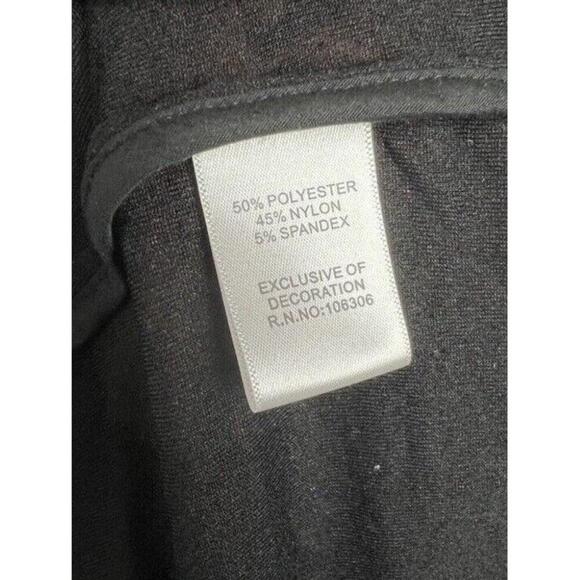 50% POLYESTER
45% NYLON
5% SPANDEX
EXCLUSIVE OF
DECORATION
R.N.NO:106306